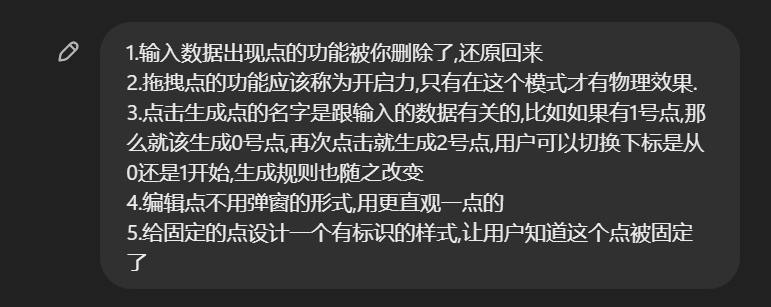 1.输入数据出现点的功能被你删除了,还原回来
2.拖拽点的功能应该称为开启力,只有在这个模式才有物理效果.
3.点击生成点的名字是跟输入的数据有关的,比如如果有1号点,那
么就该生成0号点,再次点击就生成2号点,用户可以切换下标是从
0还是1开始,生成规则也随之改变
4.编辑点不用弹窗的形式,用更直观一点的
5.给固定的点设计一个有标识的样式,让用户知道这个点被固定
了